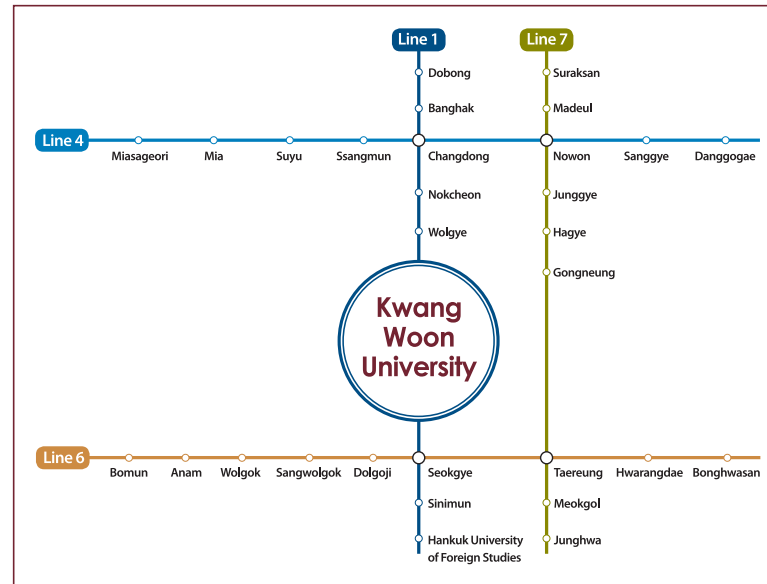 Line 1
Line 7
Dobong
Suraksan
Banghak
Madeul
Line 4
Miasageori
Mia
Suyu
Ssangmun
Changdong
Nowon
Sanggye
Danggogae
Nokcheon
Junggye
Wolgye
Hagye
Gongneung
Kwang
Woon
University
Line 6
Bomun
Anam
Wolgok
Sangwolgok
Dolgoji
Seokgye
Taereung
Hwarangdae
Bonghwasan
Sinimun
Meokgol
Hankuk University
of Foreign Studies
Junghwa